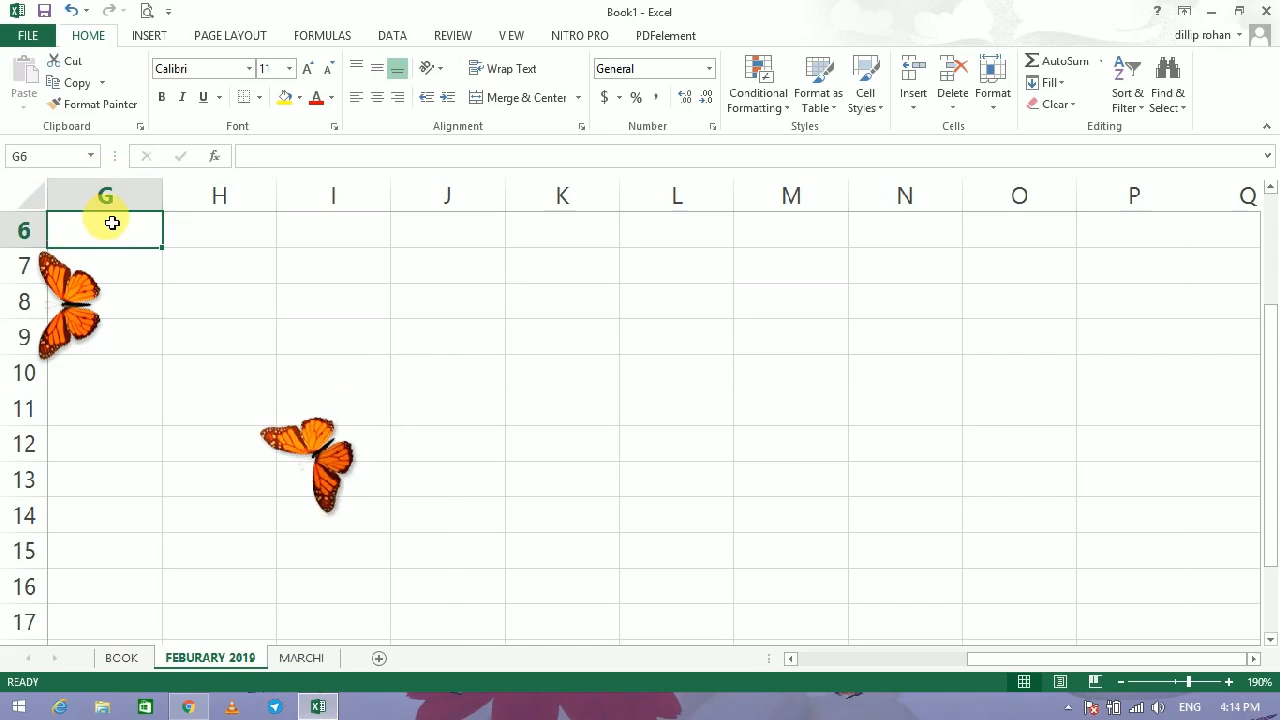 Book1 - Excel
?
FILE HOME INSERT PAGE LAYOUT FORMULAS DATA REVIEW VIEW NITRO PRO PDFelement dillip rohan
Paste
Cut
Copy
Format Painter
Clipboard
Calibri 11
B I U A
Font
Wrap Text
Merge & Center
Alignment
General
$ % ,
Number
Conditional Formatting
Format as Table
Cell Styles
Styles
Insert Delete Format
Cells
AutoSum
Fill
Clear
Sort & Filter
Find & Select
Editing
G6 fx
G H I J K L M N O P Q
6
7
8
9
10
11
12
13
14
15
16
17
BOOK FEBURARY 2019 MARCHI
READY 190%
ENG 4:14 PM